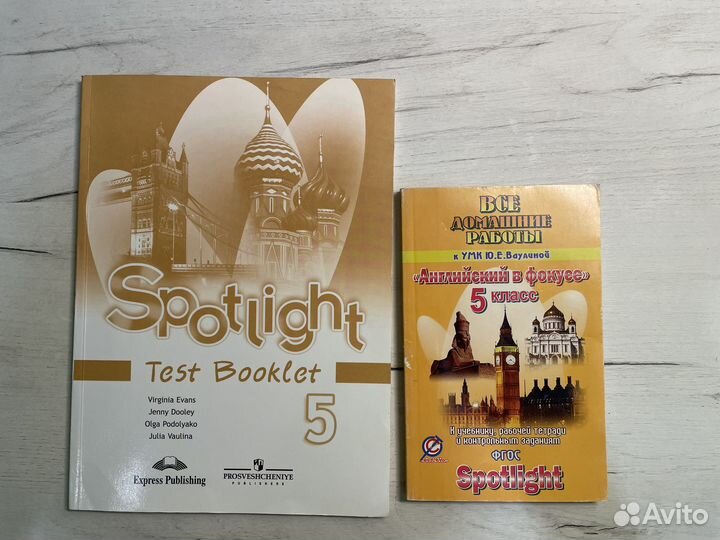 Spotlight
Test Booklet
5
Virginia Evans
Jenny Dooley
Olga Podolyako
Julia Vaulina
Express Publishing
PROSVESHCHENIYE
PUBLISHERS
ВСЕ
ДОМАШНИЕ
РАБОТЫ
к УМК Ю.Е.Ваулиной
«Английский в фокусе»
5 класс
К учебнику, рабочей тетради
и контрольным заданиям
ФГОС
Spotlight
Avito